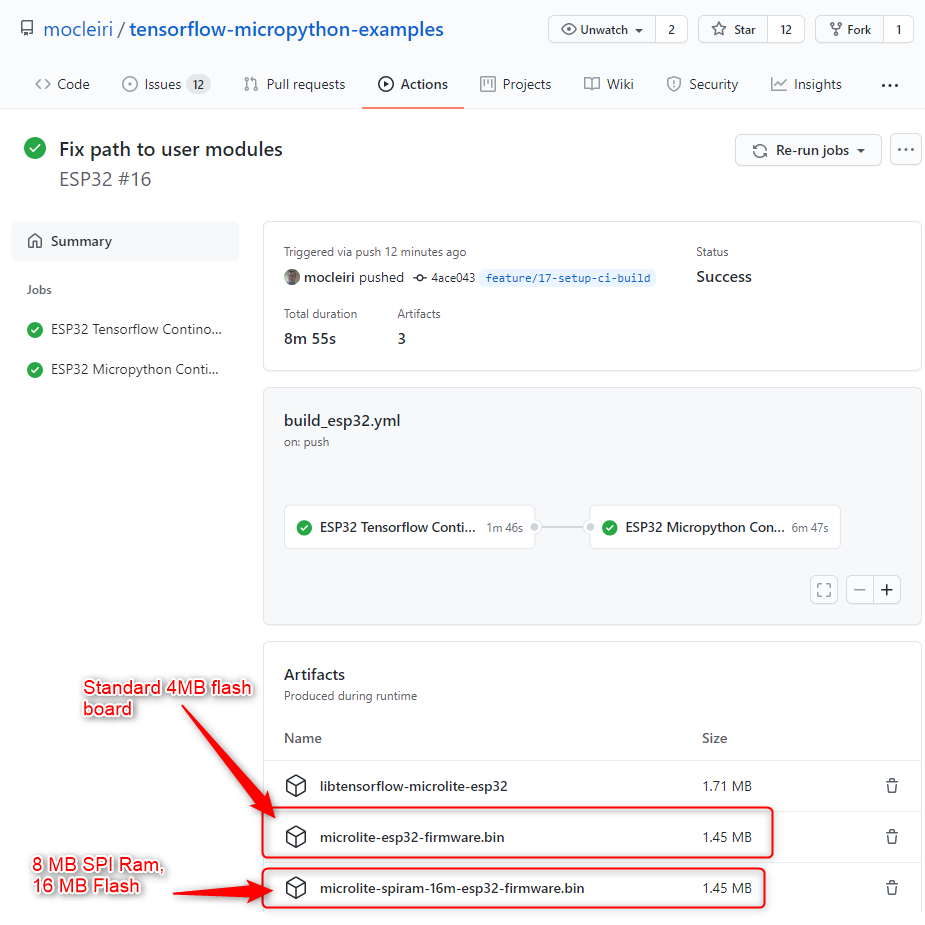 mocleiri / tensorflow-micropython-examples
Unwatch 2 Star 12 Fork 1
Code Issues 12 Pull requests Actions Projects Wiki Security Insights ...
Fix path to user modules
ESP32 #16
Re-run jobs ...
Summary
Jobs
ESP32 Tensorflow Contino...
ESP32 Micropython Conti...
Triggered via push 12 minutes ago
mocleiri pushed 4ace043 feature/17-setup-ci-build
Status
Success
Total duration
8m 55s
Artifacts
3
build_esp32.yml
on: push
ESP32 Tensorflow Conti... 1m 46s
ESP32 Micropython Con... 6m 47s
Artifacts
Produced during runtime
Name Size
libtensorflow-microlite-esp32 1.71 MB
microlite-esp32-firmware.bin 1.45 MB
microlite-spiram-16m-esp32-firmware.bin 1.45 MB
Standard 4MB flash
board
8 MB SPI Ram,
16 MB Flash